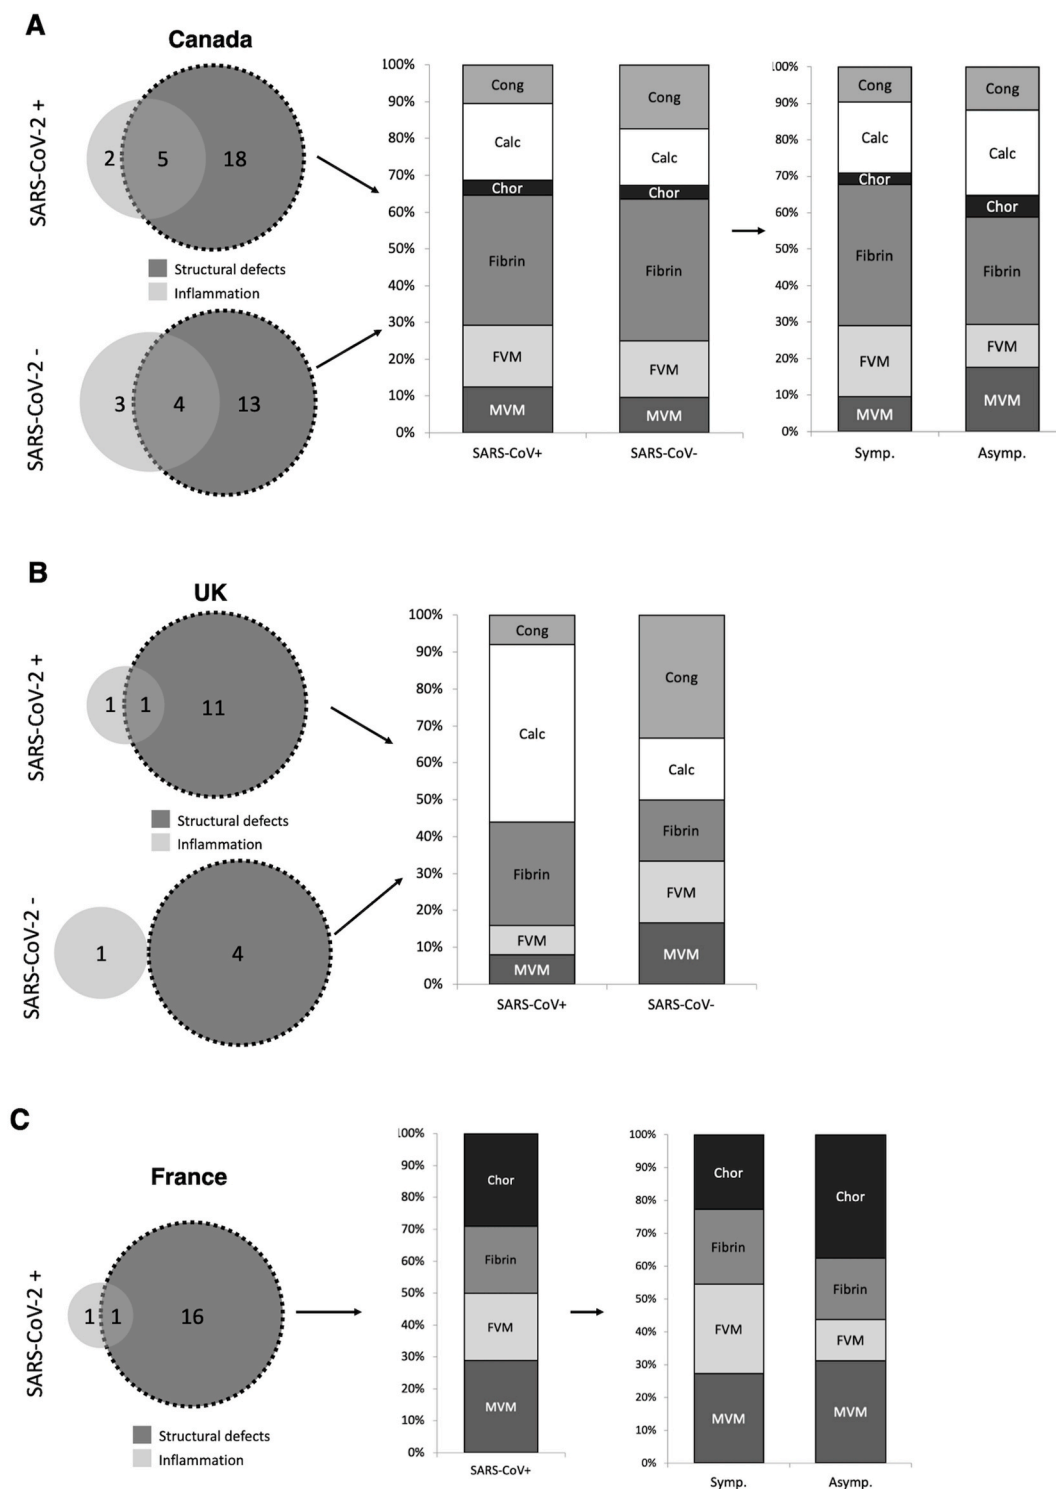 A
Canada
SARS-CoV-2 +
2
5
18
Structural defects
Inflammation
SARS-CoV-2 -
3
4
13
100%
90%
80%
70%
60%
50%
40%
30%
20%
10%
0%
Cong
Calc
Chor
Fibrin
FVM
MVM
SARS-CoV+
Cong
Calc
Chor
Fibrin
FVM
MVM
SARS-CoV-
100%
90%
80%
70%
60%
50%
40%
30%
20%
10%
0%
Cong
Calc
Chor
Fibrin
FVM
MVM
Symp.
Cong
Calc
Chor
Fibrin
FVM
MVM
Asymp.
B
UK
SARS-CoV-2 +
1
1
11
Structural defects
Inflammation
SARS-CoV-2 -
1
4
100%
90%
80%
70%
60%
50%
40%
30%
20%
10%
0%
Cong
Calc
Fibrin
FVM
MVM
SARS-CoV+
Cong
Calc
Fibrin
FVM
MVM
SARS-CoV-
C
France
SARS-CoV-2 +
1
1
16
Structural defects
Inflammation
100%
90%
80%
70%
60%
50%
40%
30%
20%
10%
0%
Chor
Fibrin
FVM
MVM
SARS-CoV+
100%
90%
80%
70%
60%
50%
40%
30%
20%
10%
0%
Chor
Fibrin
FVM
MVM
Symp.
Chor
Fibrin
FVM
MVM
Asymp.